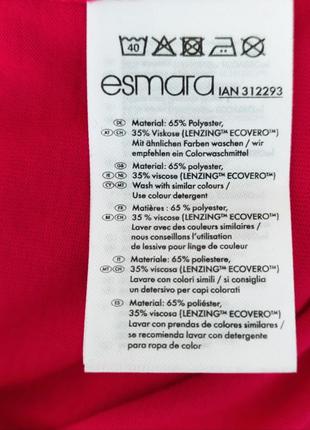 40
esmara IAN 312293
DE Material: 65% Polyester,
AT CH 35% Viskose (LENZING™ ECOVERO™)
Mit ähnlichen Farben waschen / wir
empfehlen ein Colorwaschmittel
GB Material: 65% polyester,
IE NE 35% viscose (LENZING™ ECOVERO™)
CY MT Wash with similar colours /
Use colour detergent
FR Matières : 65 % polyester,
BE CH 35 % viscose (LENZING™ ECOVERO™)
Laver avec des couleurs similaires /
nous conseillons l'utilisation
de lessive pour linge de couleur
IT Materiale: 65% poliestere,
MT CH 35% viscosa (LENZING™ ECOVERO™)
Lavare con colori simili / si consiglia
un detersivo per capi colorati
ES Material: 65% poliéster,
35% viscosa (LENZING™ ECOVERO™)
Lavar con prendas de colores similares /
se recomienda lavar con detergente
para ropa de color